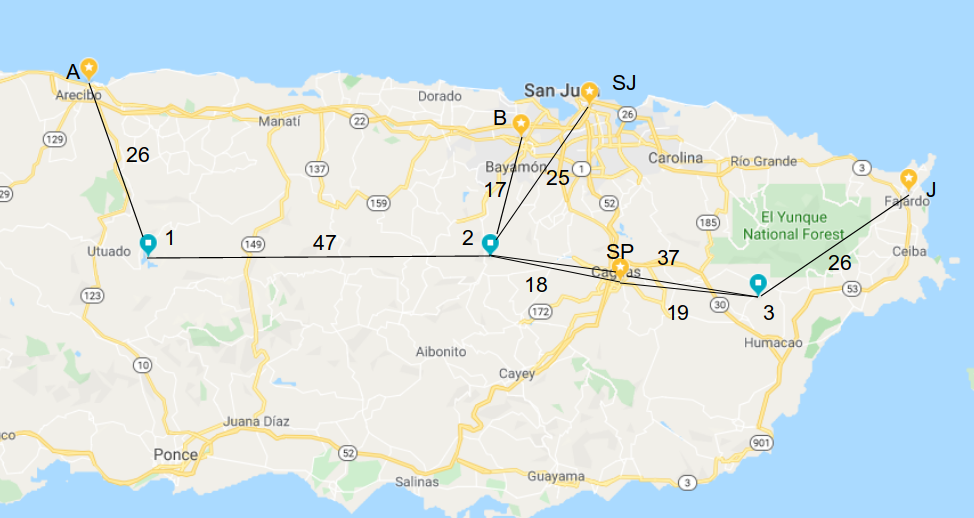 A
Arecibo
Dorado
San Ju
SJ
26
B
Manatí
22
129
26
Bayamón
Carolina
Río Grande
3
137
1
25
17
159
52
J
Fajardo
29
185
El Yunque
National Forest
Utuado
1
149
47
2
SP
37
26
Ceiba
Caguas
123
18
19
30
53
3
172
Humacao
Aibonito
10
Cayey
Juana Díaz
Ponce
52
901
co
Salinas
Guayama
3